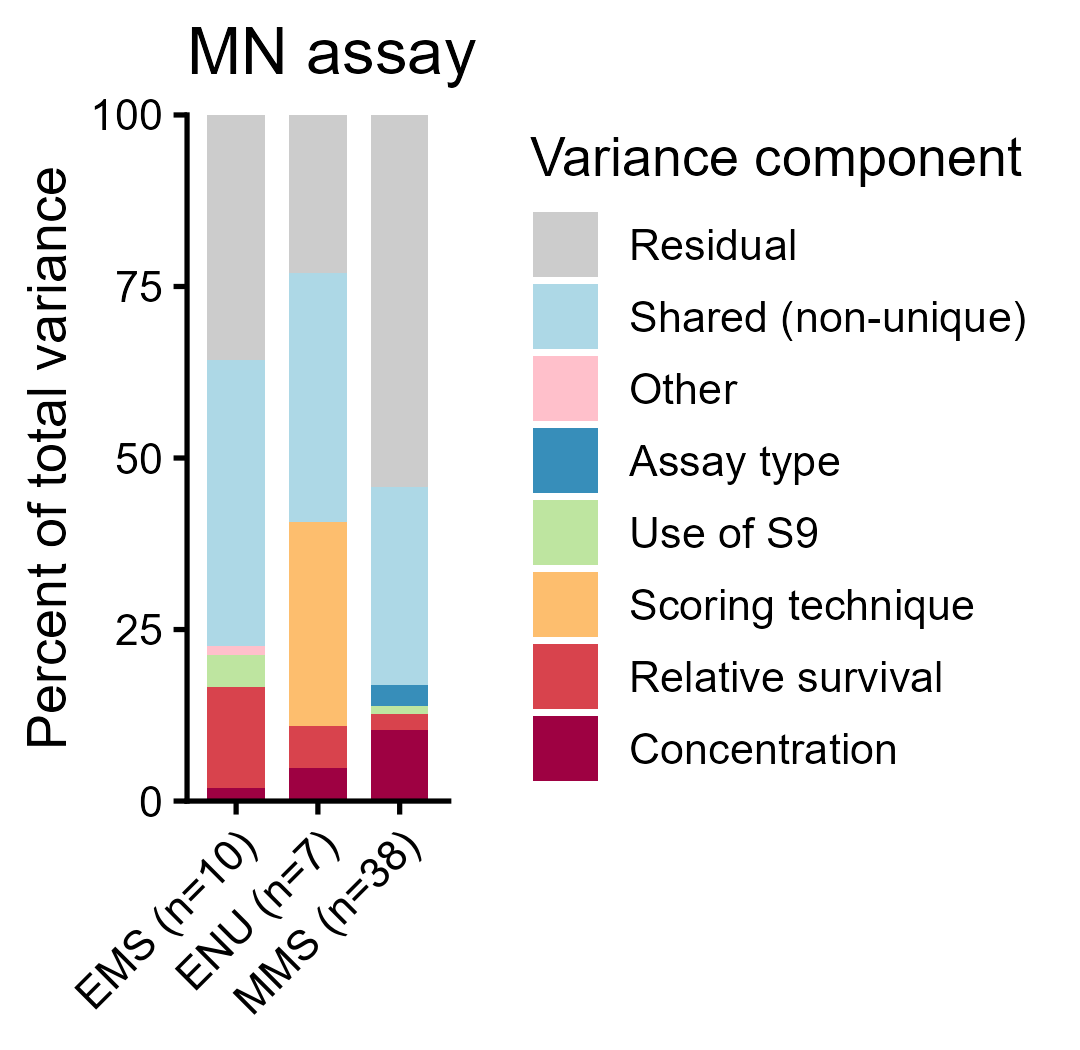 MN assay
Percent of total variance
100
75
50
25
0
EMS (n=10)
ENU (n=7)
MMS (n=38)
Variance component
Residual
Shared (non-unique)
Other
Assay type
Use of S9
Scoring technique
Relative survival
Concentration